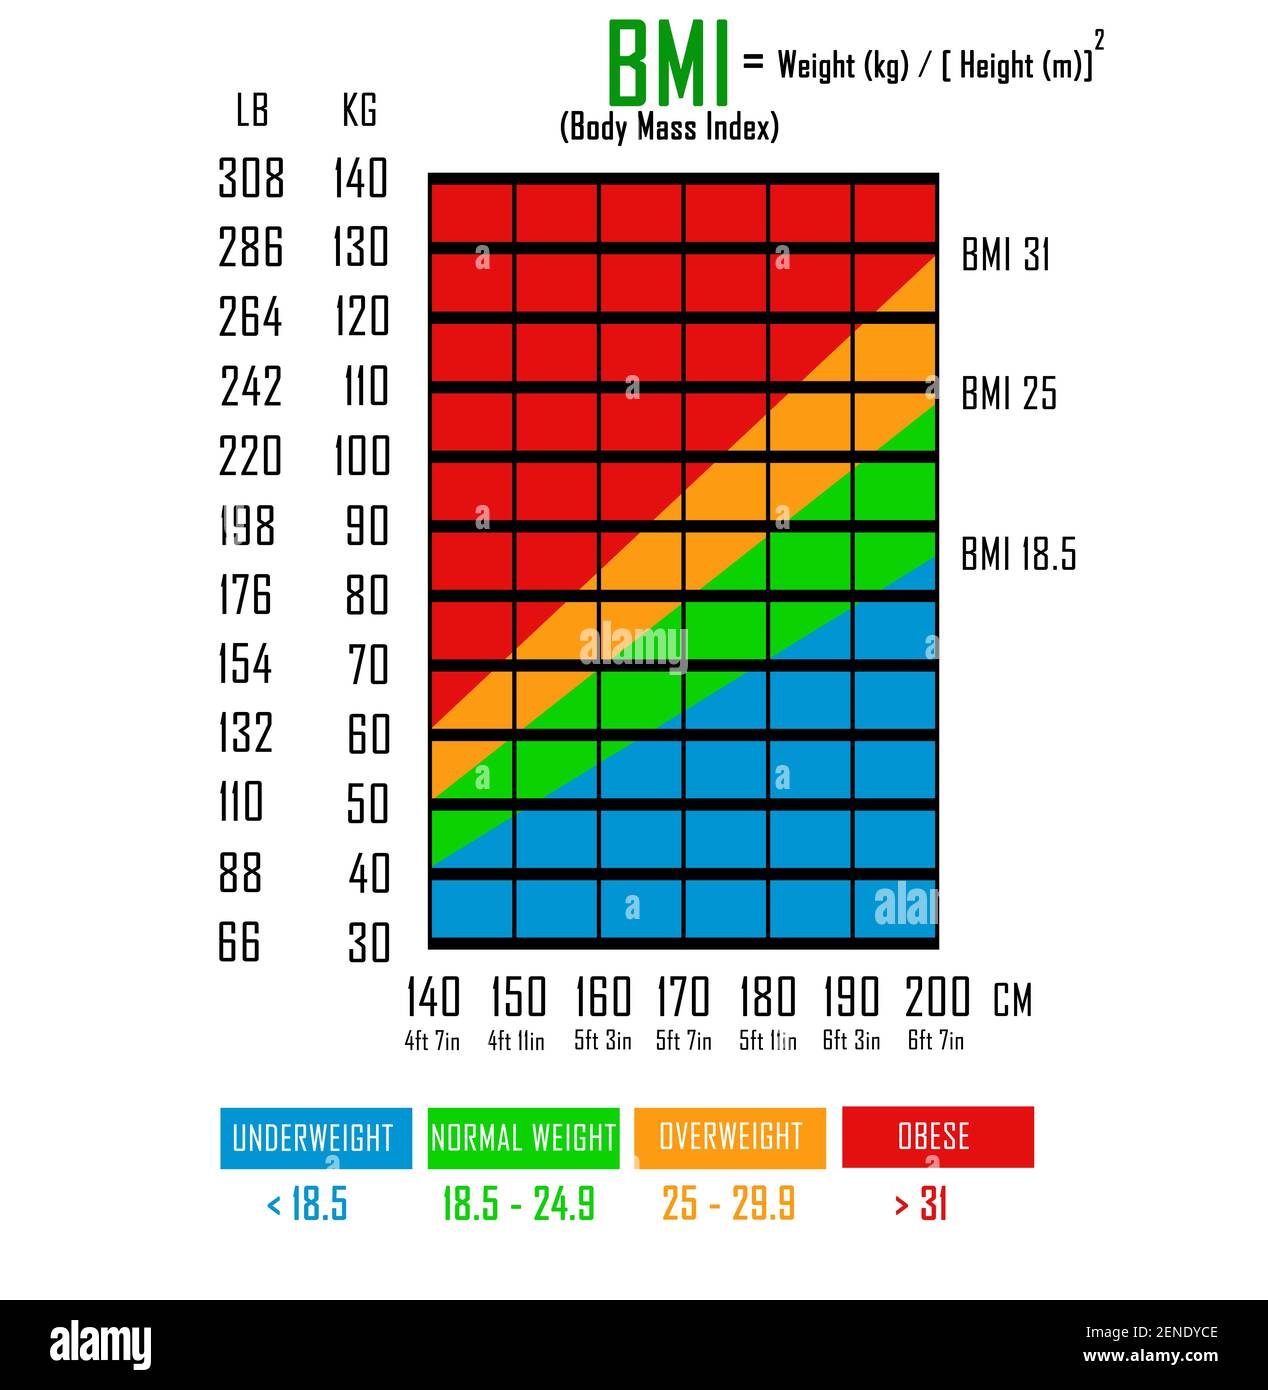 BMI = Weight (kg) / [ Height (m)]2
(Body Mass Index)
LB KG
308 140
286 130
BMI 31
264 120
242 110
BMI 25
220 100
198 90
BMI 18.5
176 80
154 70
132 60
110 50
88 40
66 30
140 150 160 170 180 190 200 CM
4ft 7in 4ft 11in 5ft 3in 5ft 7in 5ft 11in 6ft 3in 6ft 7in
UNDERWEIGHT NORMAL WEIGHT OVERWEIGHT OBESE
< 18.5 18.5 - 24.9 25 - 29.9 > 31
a a
a a
a a
alamy a
a a
a alamy
a a a
alamy
Image ID: 2ENDYCE
www.alamy.com